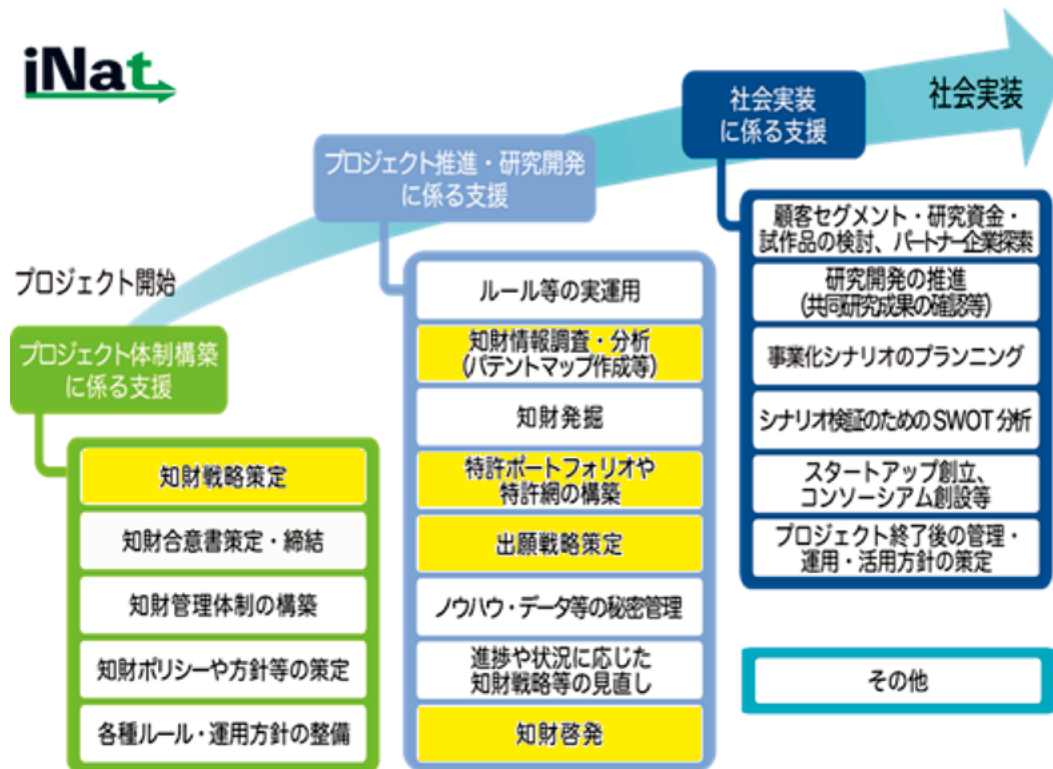 iNat
社会実装
に係る支援
社会実装
プロジェクト推進・研究開発
に係る支援
プロジェクト開始
プロジェクト体制構築
に係る支援
知財戦略策定
知財合意書策定・締結
知財管理体制の構築
知財ポリシーや方針等の策定
各種ルール・運用方針の整備
ルール等の実運用
知財情報調査・分析
(パテントマップ作成等)
知財発掘
特許ポートフォリオや
特許網の構築
出願戦略策定
ノウハウ・データ等の秘密管理
進捗や状況に応じた
知財戦略等の見直し
知財啓発
顧客セグメント・研究資金・
試作品の検討、パートナー企業探索
研究開発の推進
(共同研究成果の確認等)
事業化シナリオのプランニング
シナリオ検証のためのSWOT分析
スタートアップ創立、
コンソーシアム創設等
プロジェクト終了後の管理・
運用・活用方針の策定
その他